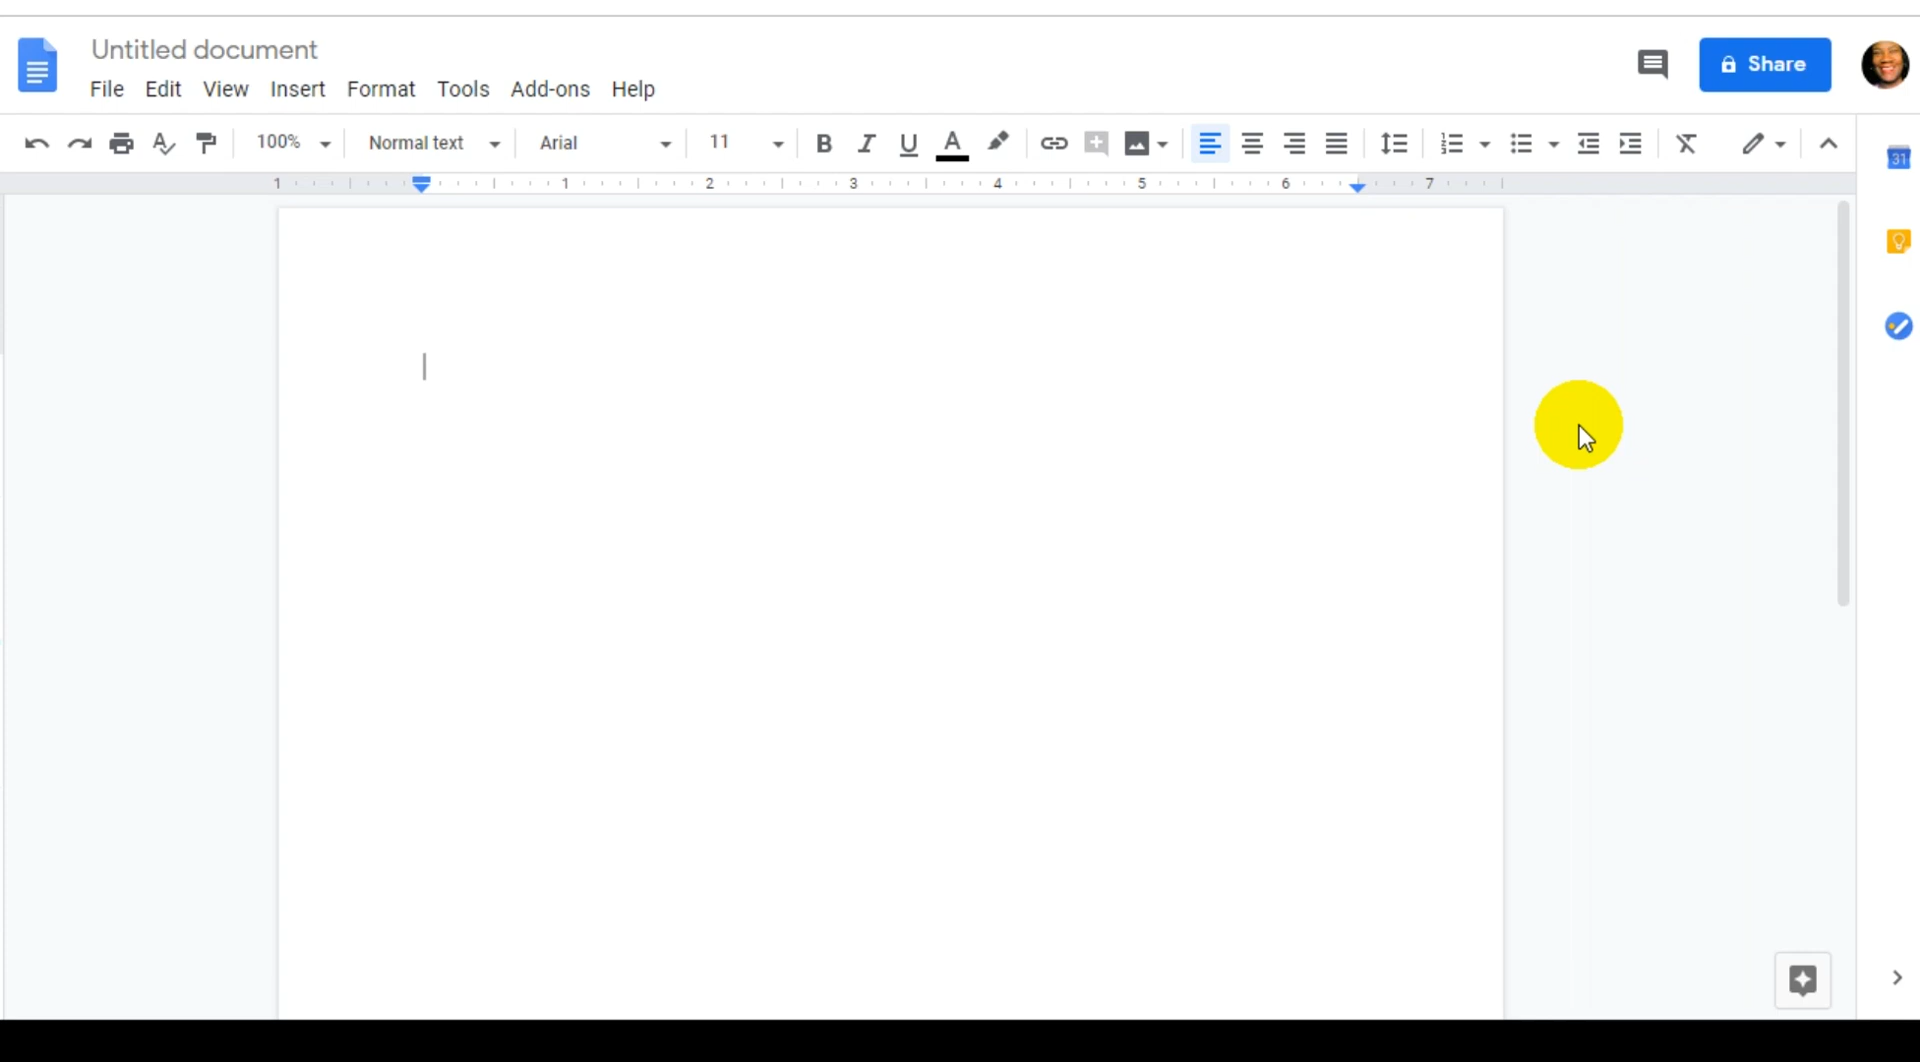 Untitled document
File Edit View Insert Format Tools Add-ons Help
Share
100% Normal text Arial 11 B I U A
1 1 2 3 4 5 6 7
31